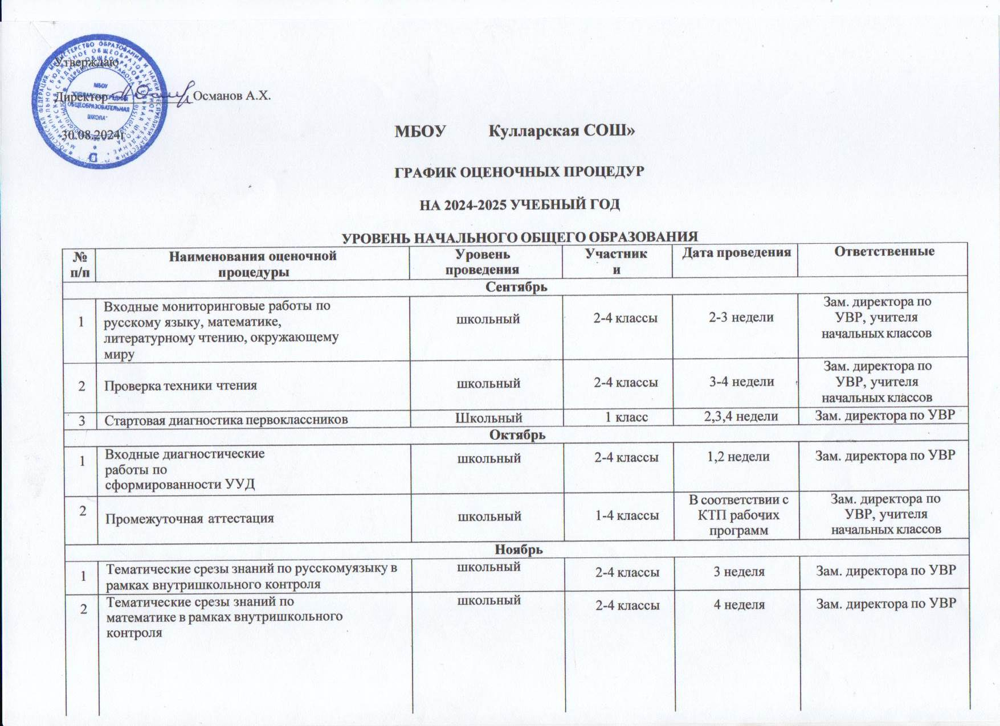 Утверждаю
Директор Османов А.Х.
30.08.2024г
МБОУ
ОБЩЕОБРАЗОВАТЕЛЬНАЯ
ШКОЛА"
МБОУ Кулларская СОШ»
ГРАФИК ОЦЕНОЧНЫХ ПРОЦЕДУР
НА 2024-2025 УЧЕБНЫЙ ГОД
УРОВЕНЬ НАЧАЛЬНОГО ОБЩЕГО ОБРАЗОВАНИЯ
№ Наименования оценочной Уровень Участник Дата проведения Ответственные
п/п процедуры проведения и
Сентябрь
Входные мониторинговые работы по Зам. директора по
1 русскому языку, математике, школьный 2-4 классы 2-3 недели УВР, учителя
литературному чтению, окружающему начальных классов
миру
Зам. директора по
2 Проверка техники чтения школьный 2-4 классы 3-4 недели УВР, учителя
начальных классов
3 Стартовая диагностика первоклассников Школьный 1 класс 2,3,4 недели Зам. директора по УВР
Октябрь
1 Входные диагностические школьный 2-4 классы 1,2 недели Зам. директора по УВР
работы по
сформированности УУД
2 В соответствии с Зам. директора по
Промежуточная аттестация школьный 1-4 классы КТП рабочих УВР, учителя
программ начальных классов
Ноябрь
1 Тематические срезы знаний по русскомуязыку в школьный 2-4 классы 3 неделя Зам. директора по УВР
рамках внутришкольного контроля
2 Тематические срезы знаний по школьный 2-4 классы 4 неделя Зам. директора по УВР
математике в рамках внутришкольного
контроля